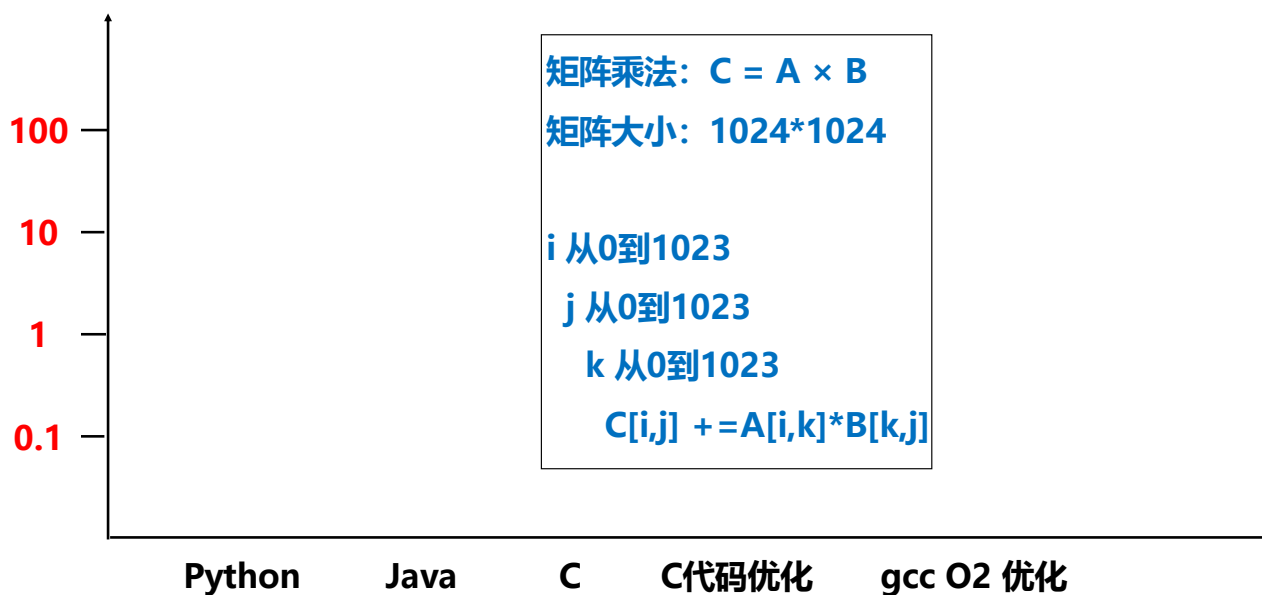 矩阵乘法：C = A × B
矩阵大小：1024*1024
i 从0到1023
j 从0到1023
k 从0到1023
C[i,j] +=A[i,k]*B[k,j]
100
10
1
0.1
Python Java C C代码优化 gcc O2 优化